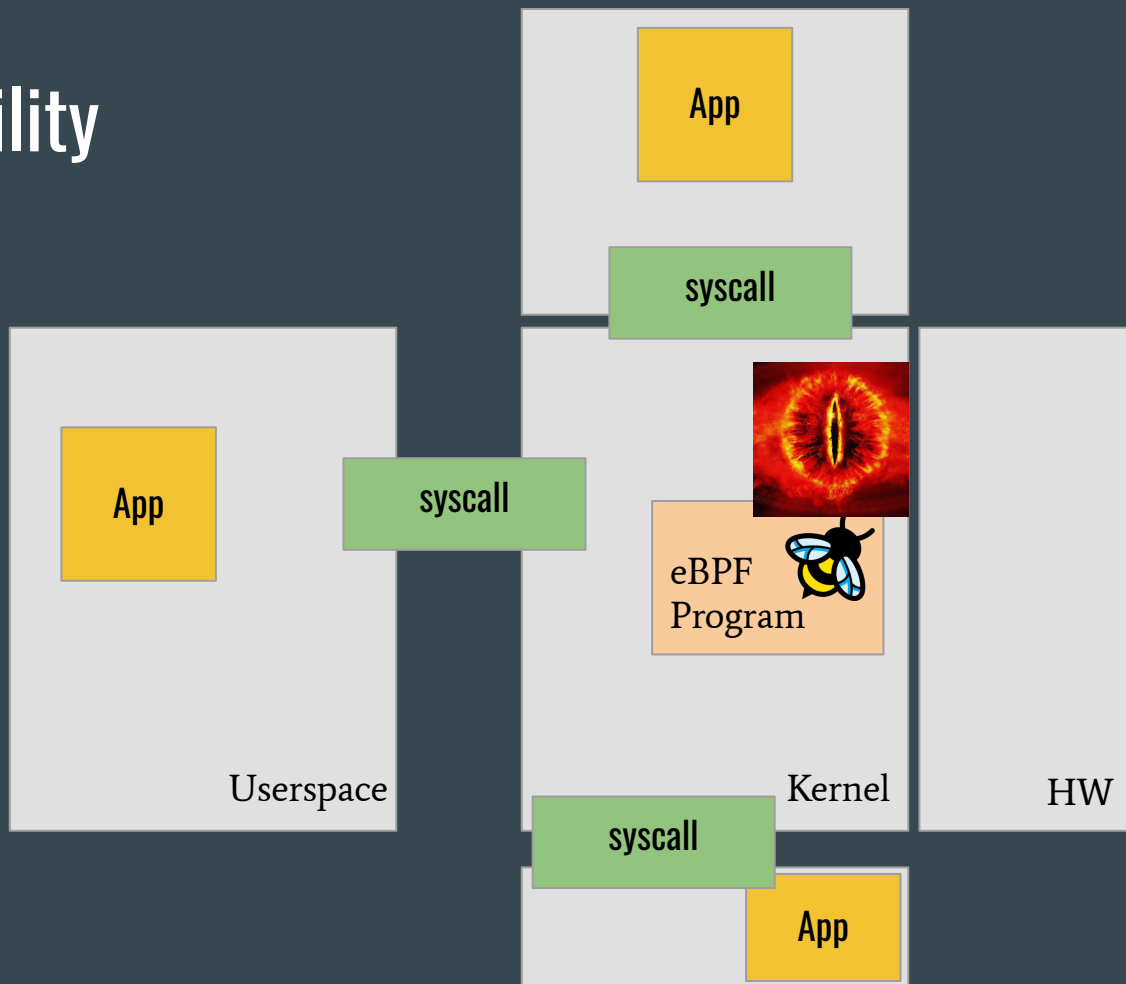 ility
App
syscall
App
syscall
eBPF
Program
Userspace
Kernel
HW
syscall
App